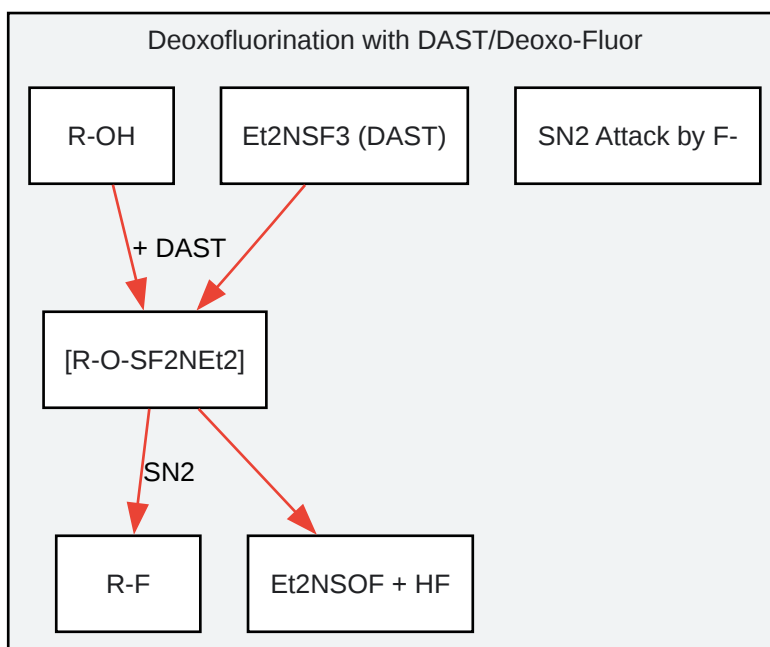 Deoxofluorination with DAST/Deoxo-Fluor
R-OH
Et2NSF3 (DAST)
SN2 Attack by F-
+ DAST
[R-O-SF2NEt2]
SN2
R-F
Et2NSOF + HF